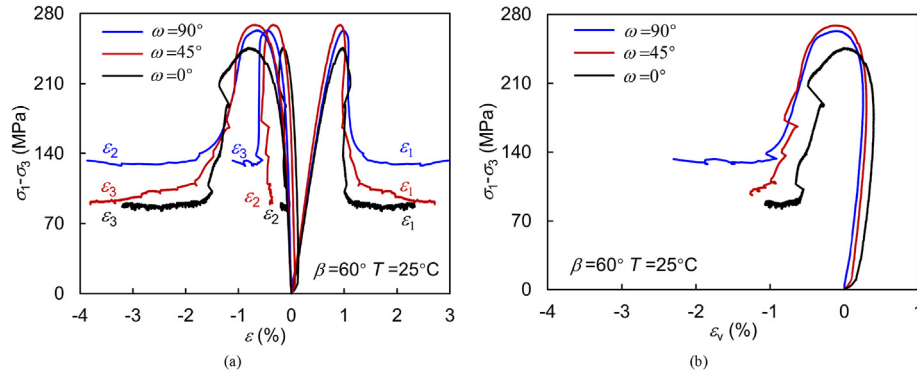 280
210
140
70
0
σ₁-σ₃ (MPa)
ω=90°
ω=45°
ω=0°
ε₂
ε₃
ε₁
ε₃
ε₂
ε₁
ε₃
ε₂
ε₁
β=60° T=25°C
-4 -3 -2 -1 0 1 2 3
ε (%)
(a)
280
210
140
70
0
σ₁-σ₃ (MPa)
ω=90°
ω=45°
ω=0°
β=60° T=25°C
-4 -3 -2 -1 0 1
εᵥ (%)
(b)